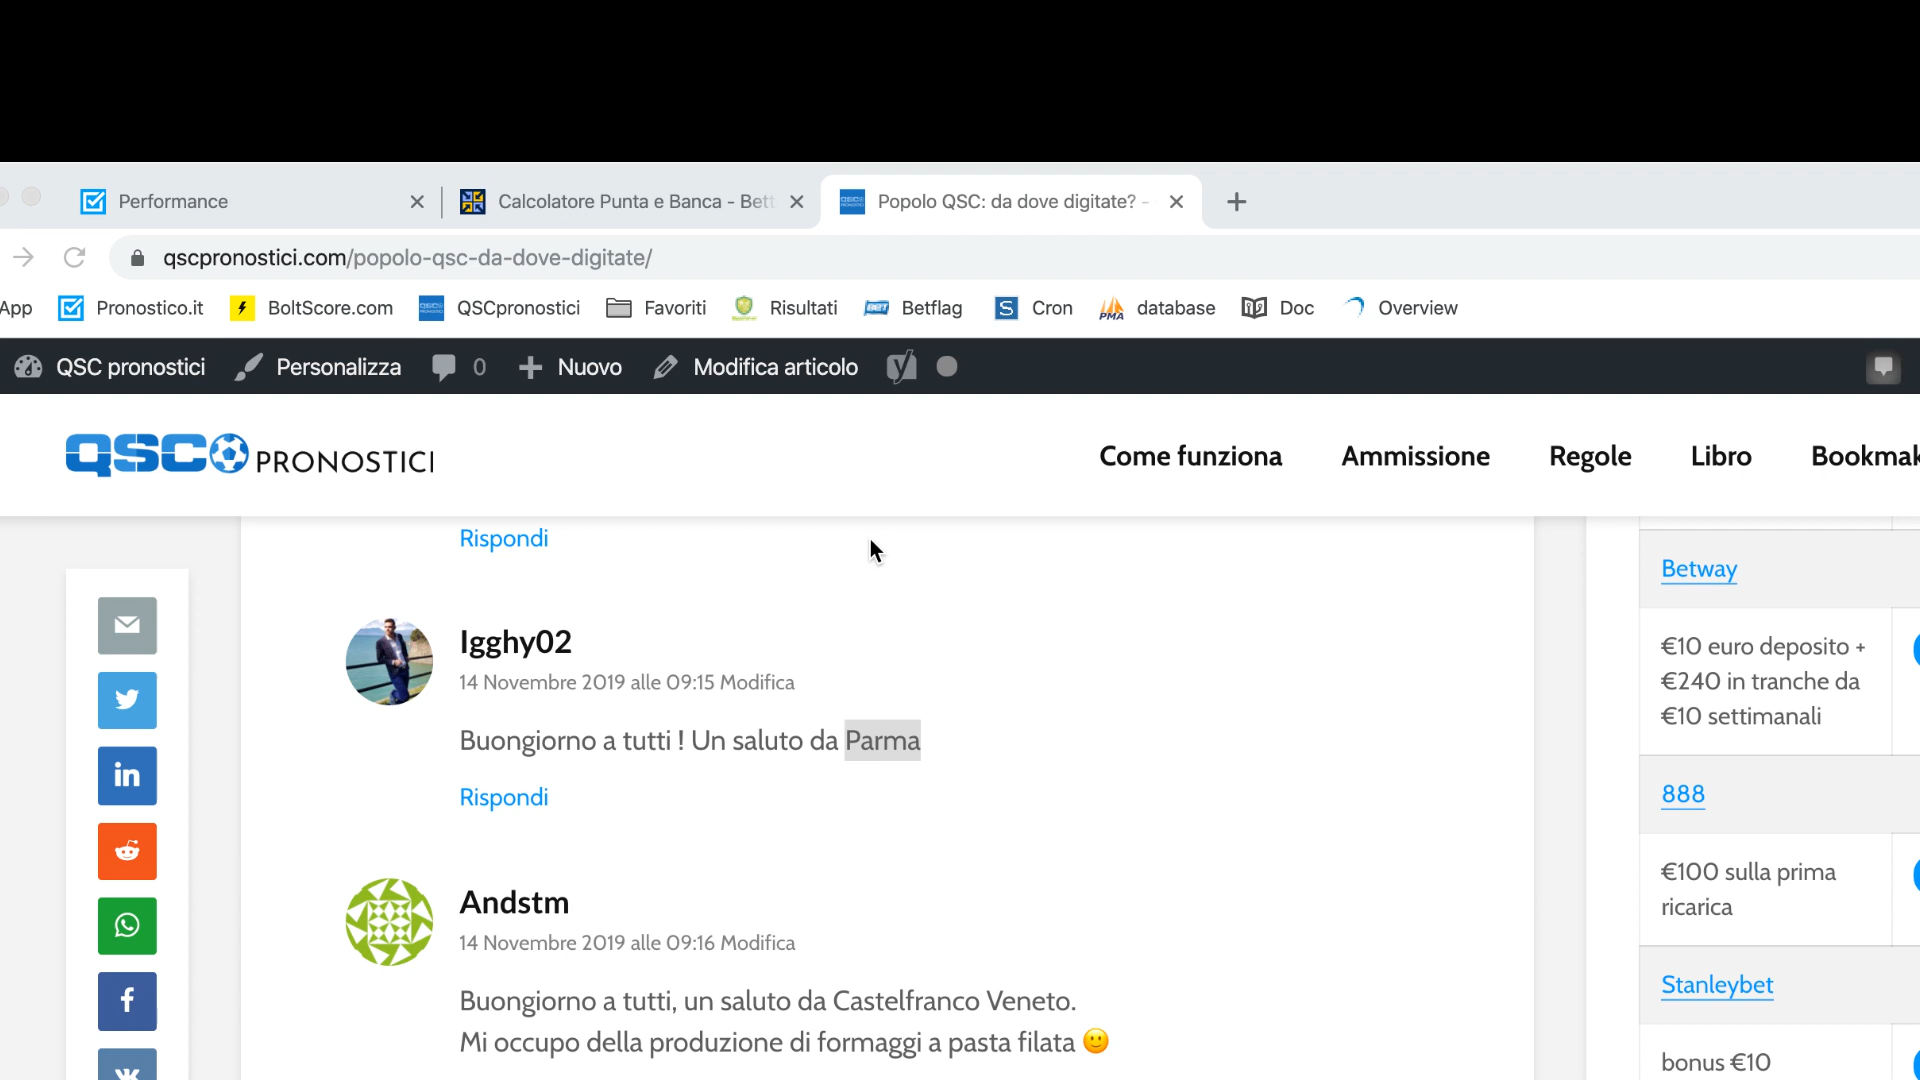 Performance
Calcolatore Punta e Banca - Bett
Popolo QSC: da dove digitate? -
qscpronostici.com/popolo-qsc-da-dove-digitate/
App Pronostico.it BoltScore.com QSCpronostici Favoriti Risultati Betflag Cron database Doc Overview
QSC pronostici Personalizza 0 Nuovo Modifica articolo
QSC PRONOSTICI
Come funziona Ammissione Regole Libro Bookmak
Rispondi
Igghy02
14 Novembre 2019 alle 09:15 Modifica
Buongiorno a tutti ! Un saluto da Parma
Rispondi
Andstm
14 Novembre 2019 alle 09:16 Modifica
Buongiorno a tutti, un saluto da Castelfranco Veneto.
Mi occupo della produzione di formaggi a pasta filata 🙂
Betway
€10 euro deposito +
€240 in tranche da
€10 settimanali
888
€100 sulla prima
ricarica
Stanleybet
bonus €10